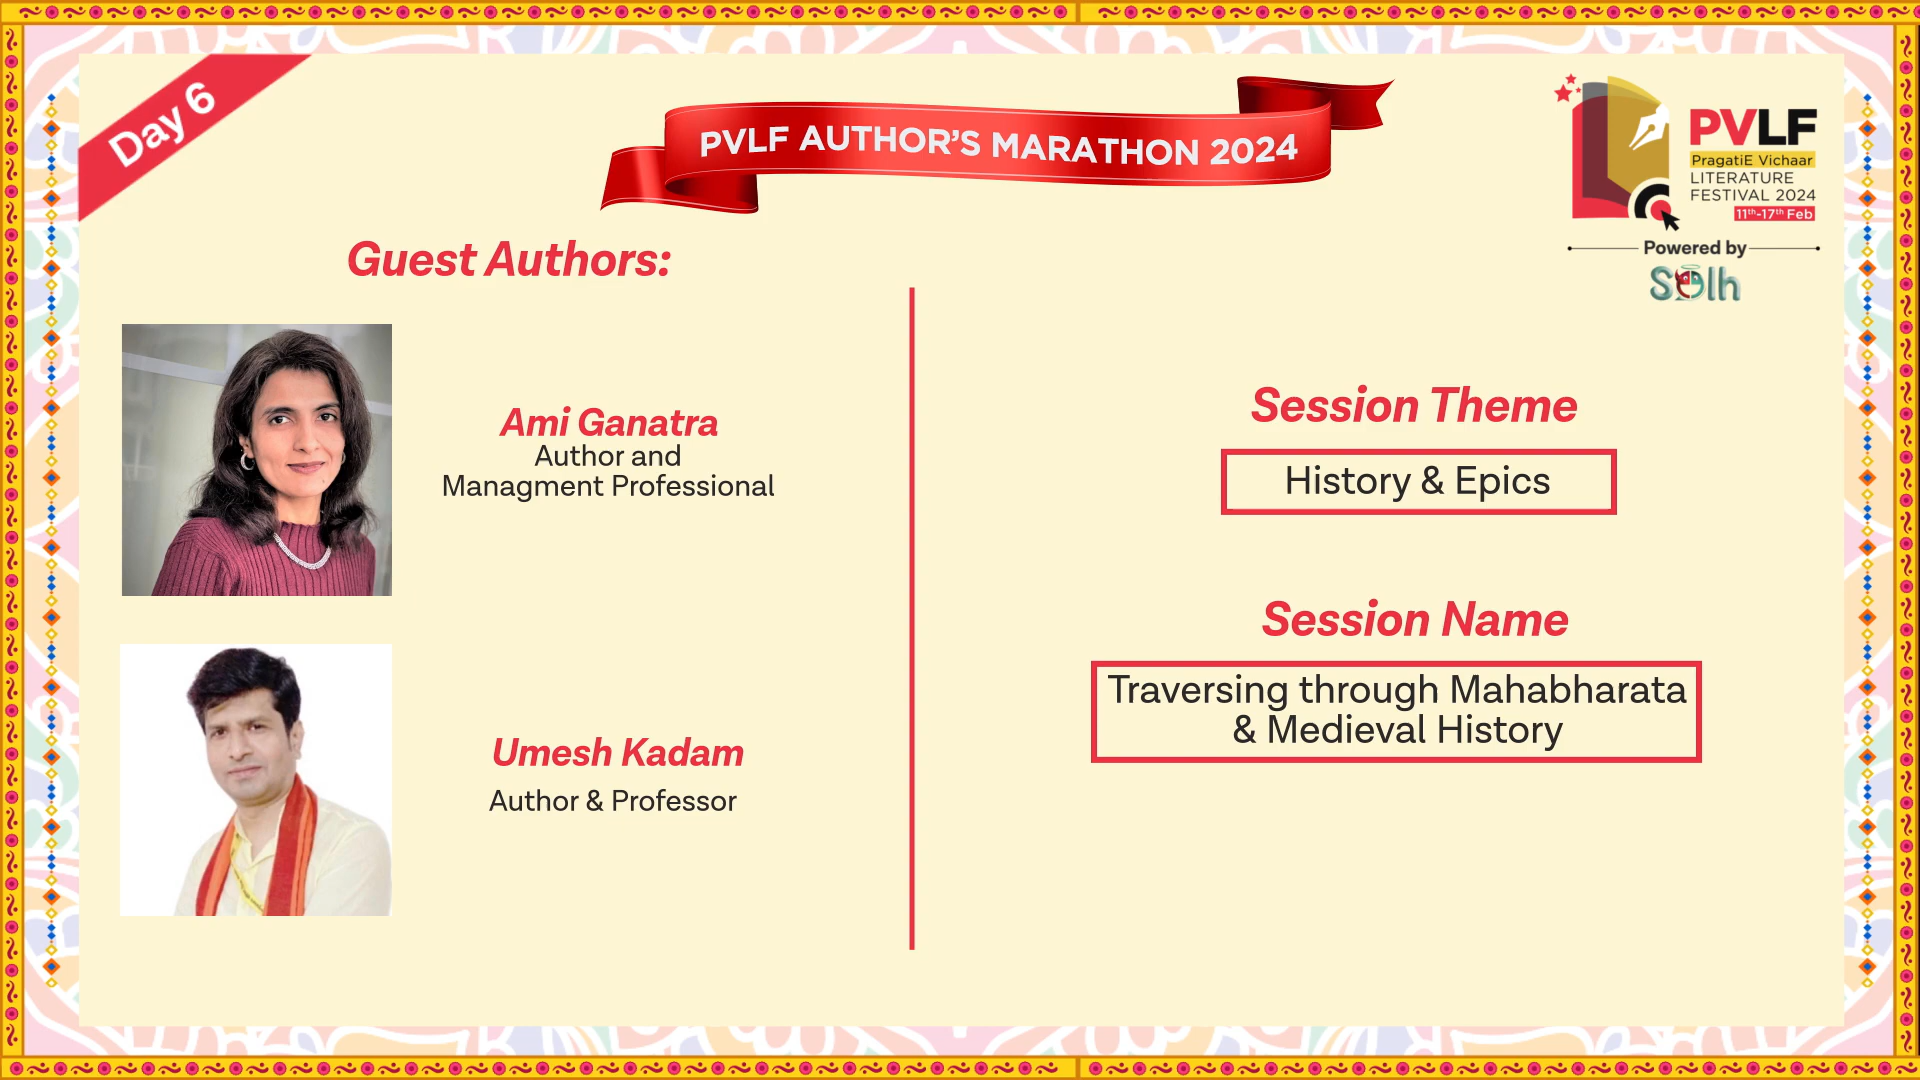 Day 6
PVLF AUTHOR'S MARATHON 2024
PVLF
PragatiE Vichaar
LITERATURE
FESTIVAL 2024
11th-17th Feb
Powered by
Solh
Guest Authors:
Ami Ganatra
Author and
Managment Professional
Umesh Kadam
Author & Professor
Session Theme
History & Epics
Session Name
Traversing through Mahabharata
& Medieval History